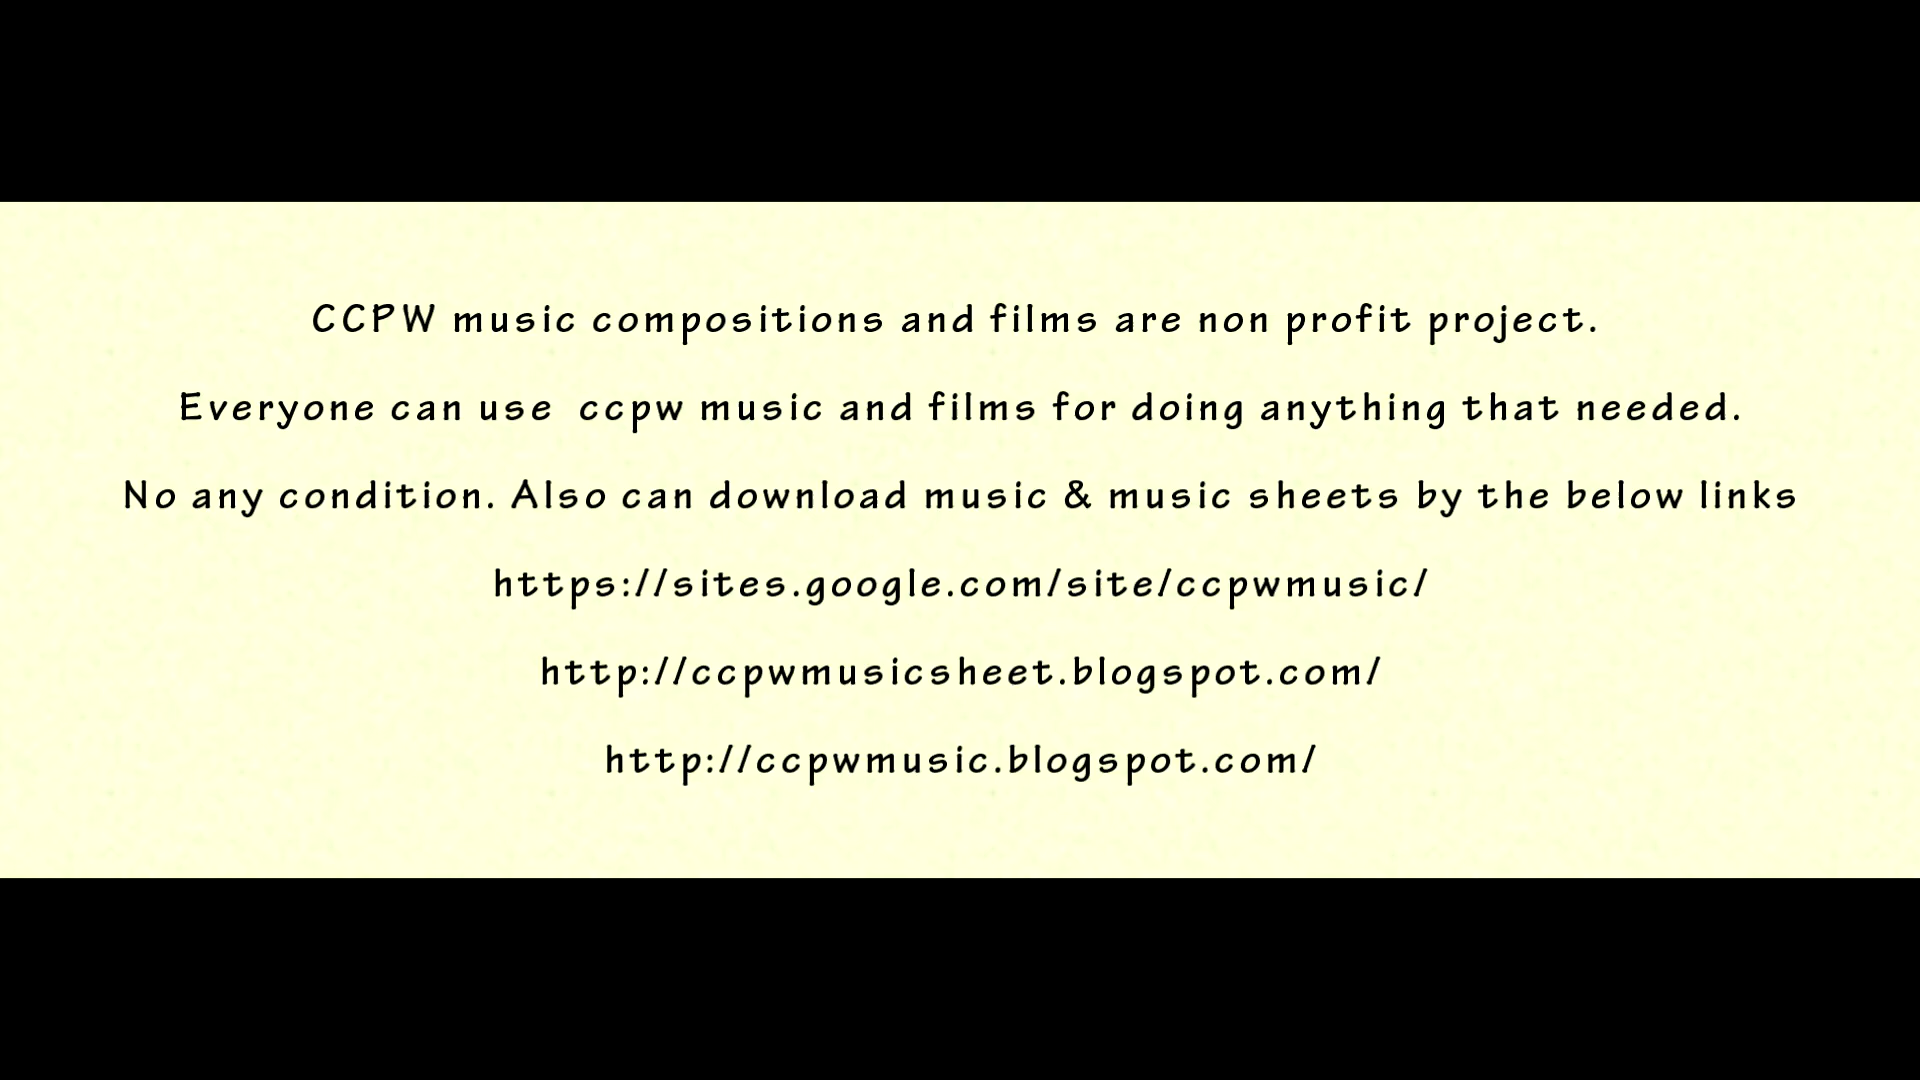 CCPW music compositions and films are non profit project.
Everyone can use  ccpw music and films for doing anything that needed.
No any condition. Also can download music & music sheets by the below links
https://sites.google.com/site/ccpwmusic/
http://ccpwmusicsheet.blogspot.com/
http://ccpwmusic.blogspot.com/